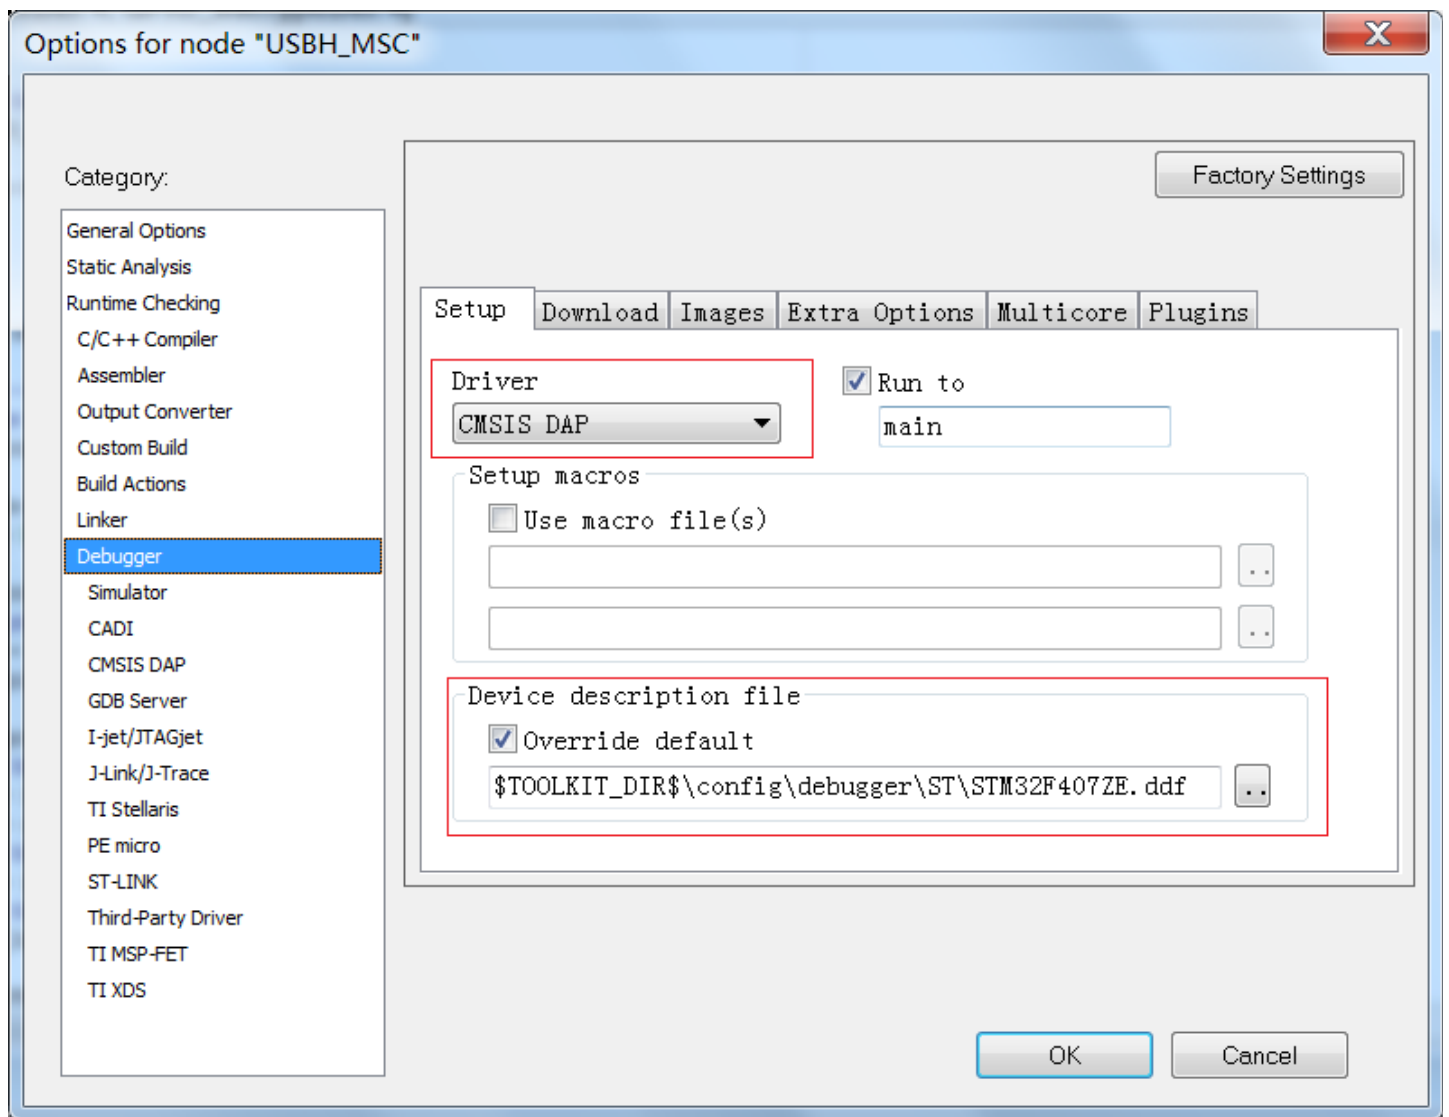 Options for node "USBH_MSC"
Category:
Factory Settings
General Options
Static Analysis
Runtime Checking
C/C++ Compiler
Assembler
Output Converter
Custom Build
Build Actions
Linker
Debugger
Simulator
CADI
CMSIS DAP
GDB Server
I-jet/JTAGjet
J-Link/J-Trace
TI Stellaris
PE micro
ST-LINK
Third-Party Driver
TI MSP-FET
TI XDS
Setup Download Images Extra Options Multicore Plugins
Driver
CMSIS DAP
Run to
main
Setup macros
Use macro file(s)
..
..
Device description file
Override default
$TOOLKIT_DIR$\config\debugger\ST\STM32F407ZE.ddf
..
OK Cancel